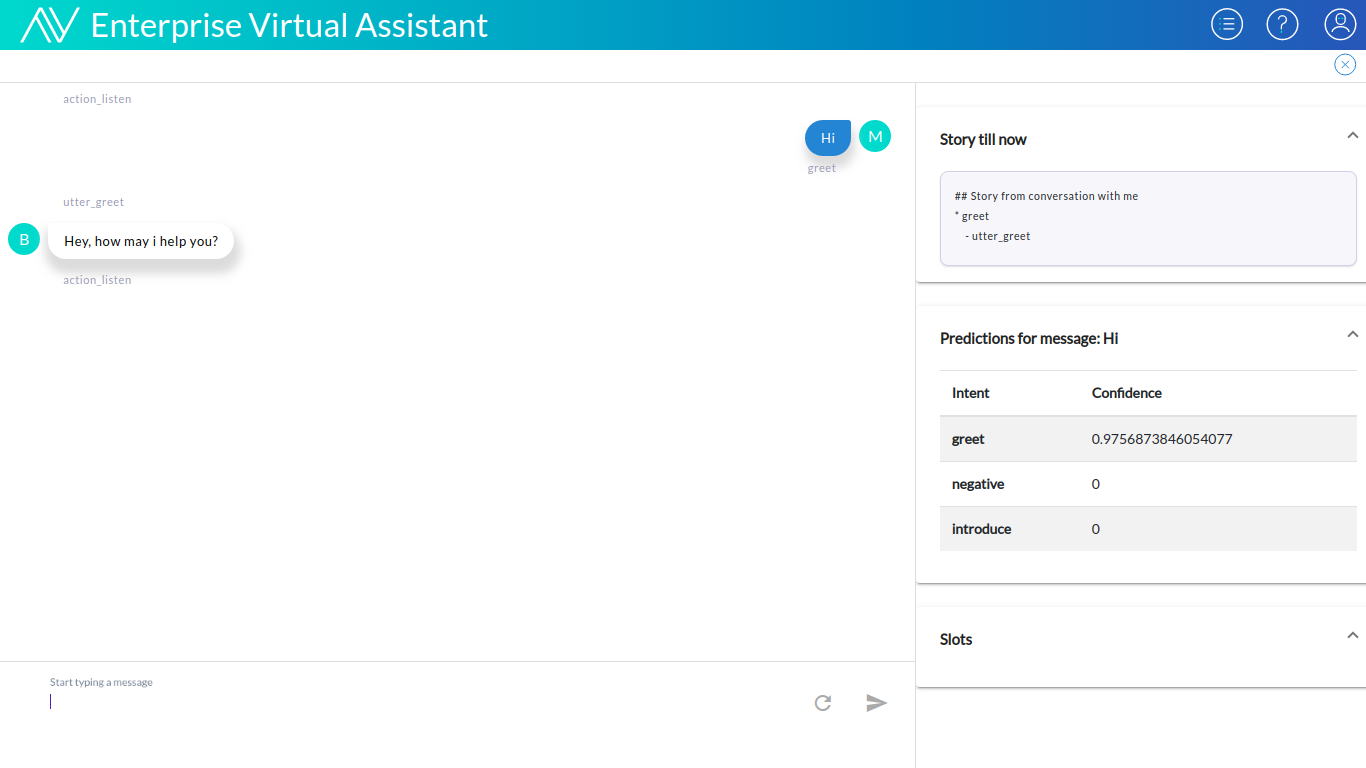 Enterprise Virtual Assistant
action_listen
Hi
M
greet
utter_greet
B
Hey, how may i help you?
action_listen
Start typing a message
Story till now
## Story from conversation with me
* greet
- utter_greet
Predictions for message: Hi
Intent Confidence
greet 0.9756873846054077
negative 0
introduce 0
Slots